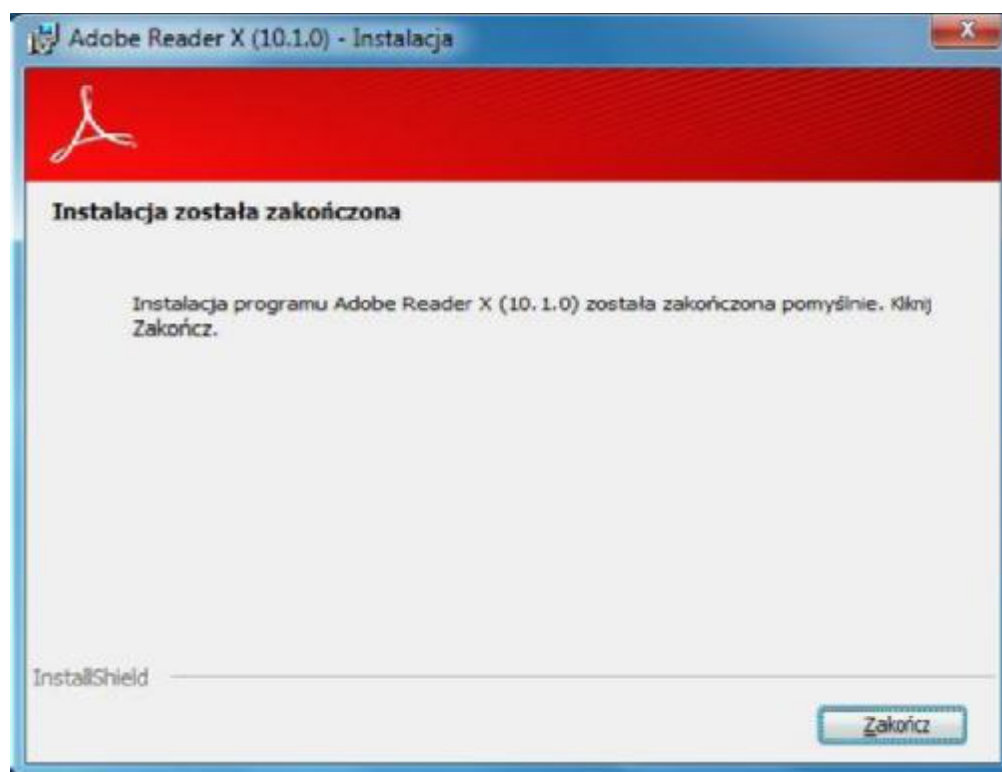 Adobe Reader X (10.1.0) - Instalacja
Instalacja została zakończona
Instalacja programu Adobe Reader X (10.1.0) została zakończona pomyślnie. Kliknij
Zakończ.
InstallShield
Zakończ